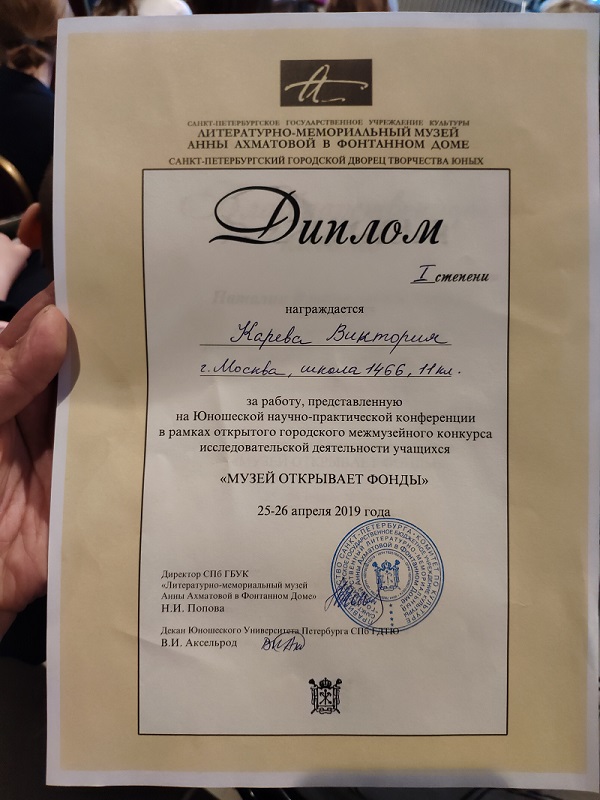 САНКТ-ПЕТЕРБУРГСКОЕ ГОСУДАРСТВЕННОЕ УЧРЕЖДЕНИЕ КУЛЬТУРЫ
ЛИТЕРАТУРНО-МЕМОРИАЛЬНЫЙ МУЗЕЙ
АННЫ АХМАТОВОЙ В ФОНТАННОМ ДОМЕ
САНКТ-ПЕТЕРБУРГСКИЙ ГОРОДСКОЙ ДВОРЕЦ ТВОРЧЕСТВА ЮНЫХ
Диплом
I степени
награждается
Карева Виктория
г. Москва, школа 1466, 11 кл.
за работу, представленную
на Юношеской научно-практической конференции
в рамках открытого городского межмузейного конкурса
исследовательской деятельности учащихся
«МУЗЕЙ ОТКРЫВАЕТ ФОНДЫ»
25-26 апреля 2019 года
Директор СПб ГБУК
«Литературно-мемориальный музей
Анны Ахматовой в Фонтанном Доме»
Н.И. Попова
Декан Юношеского Университета Петербурга СПб ГДТЮ
В.И. Аксельрод